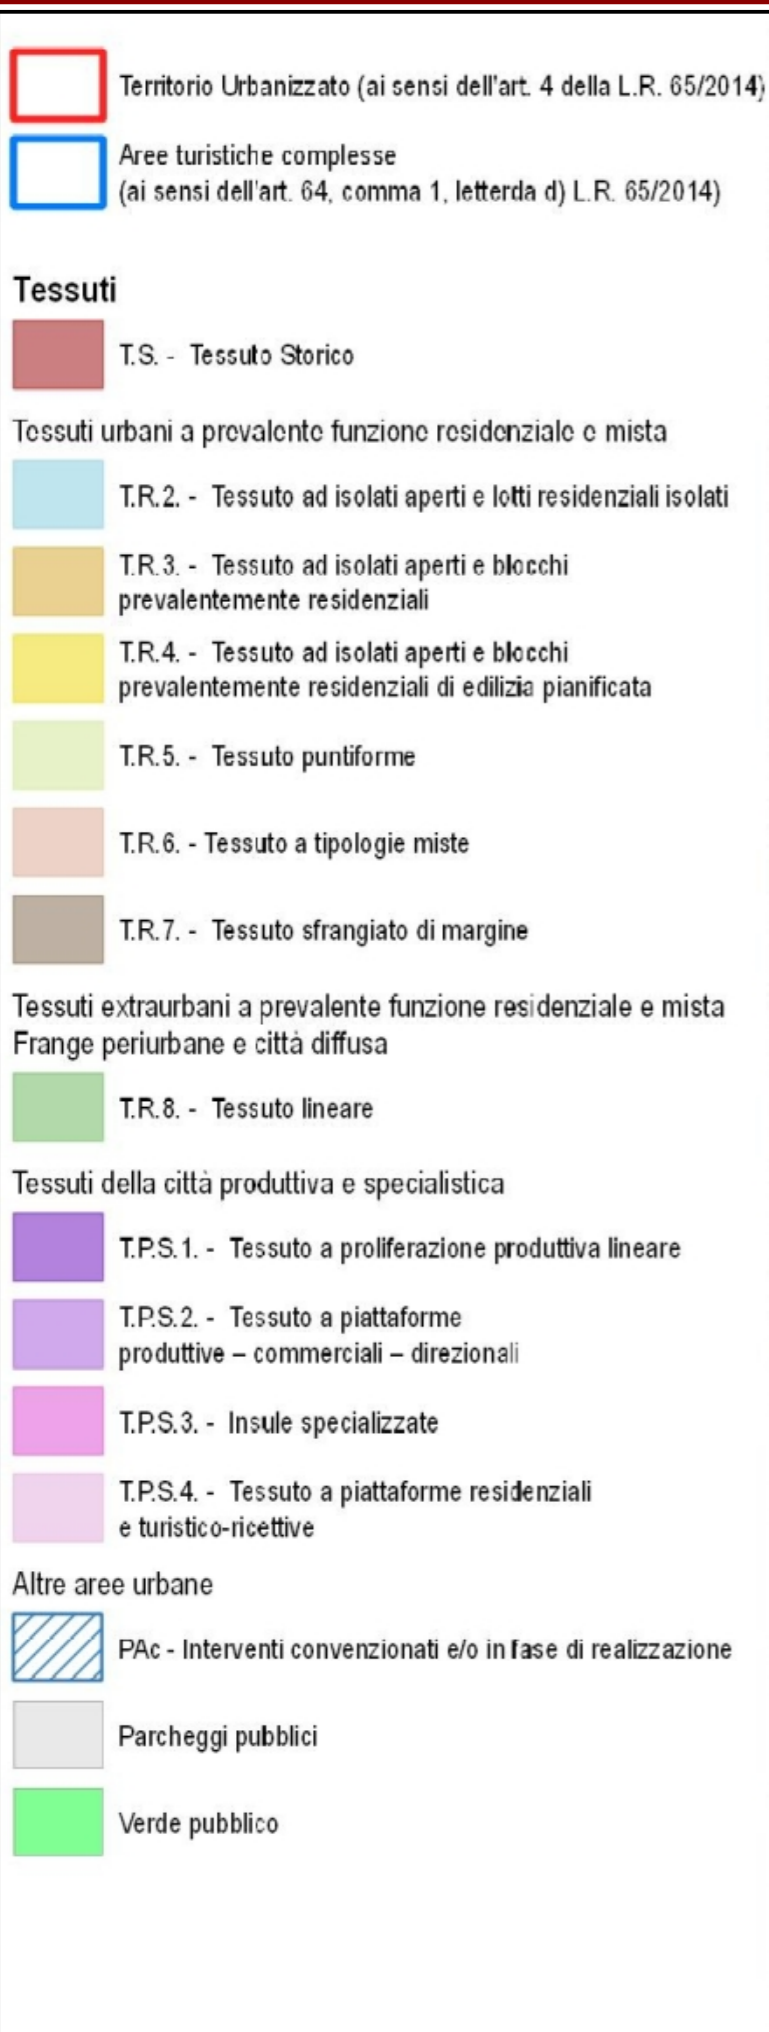 Territorio Urbanizzato (ai sensi dell'art. 4 della L.R. 65/2014)
Aree turistiche complesse
(ai sensi dell'art. 64, comma 1, letterda d) L.R. 65/2014)
Tessuti
T.S. - Tessuto Storico
Tessuti urbani a prevalente funzione residenziale e mista
T.R.2. - Tessuto ad isolati aperti e lotti residenziali isolati
T.R.3. - Tessuto ad isolati aperti e blocchi
prevalentemente residenziali
T.R.4. - Tessuto ad isolati aperti e blocchi
prevalentemente residenziali di edilizia pianificata
T.R.5. - Tessuto puntiforme
T.R.6. - Tessuto a tipologie miste
T.R.7. - Tessuto sfrangiato di margine
Tessuti extraurbani a prevalente funzione residenziale e mista
Frange periurbane e città diffusa
T.R.8. - Tessuto lineare
Tessuti della città produttiva e specialistica
T.P.S.1. - Tessuto a proliferazione produttiva lineare
T.P.S.2. - Tessuto a piattaforme
produttive – commerciali – direzionali
T.P.S.3. - Insule specializzate
T.P.S.4. - Tessuto a piattaforme residenziali
e turistico-ricettive
Altre aree urbane
PAc - Interventi convenzionati e/o in fase di realizzazione
Parcheggi pubblici
Verde pubblico